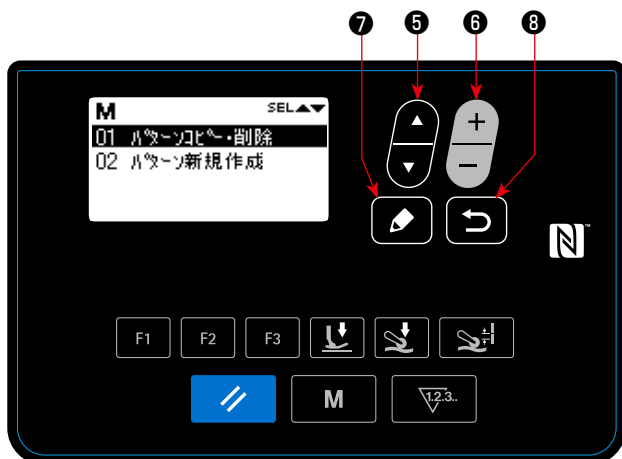 ❼ ❺ ❻ ❽
M SEL▲▼
01 パターンコピー・削除
02 パターン新規作成
+
−
N™
F1 F2 F3
M 1.2.3..